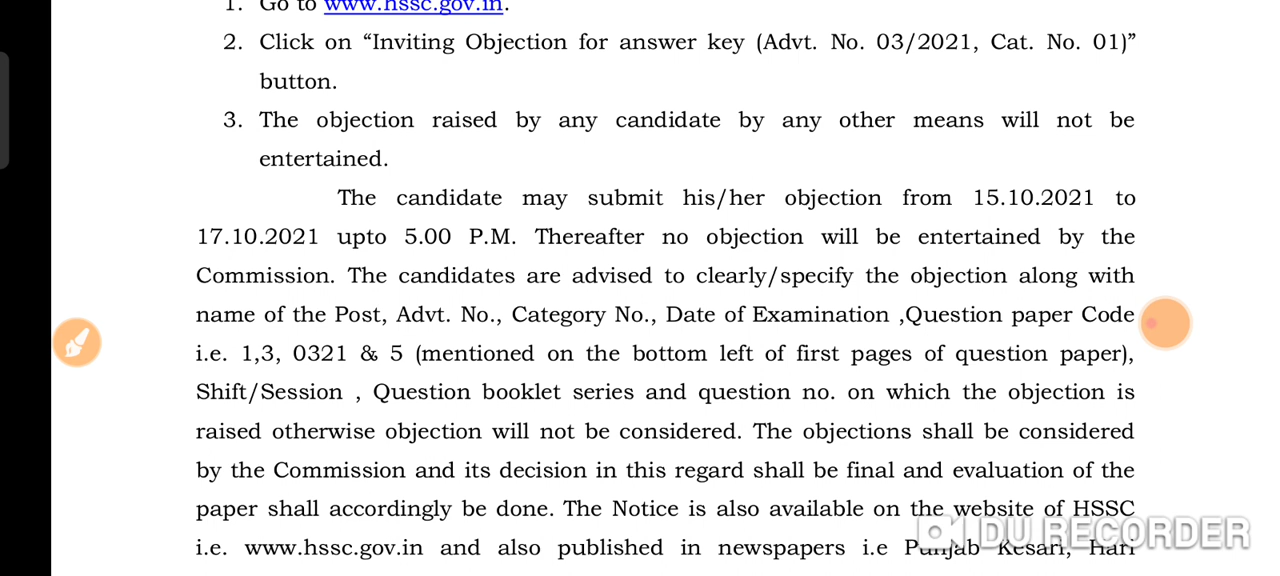 1. Go to www.hssc.gov.in.
2. Click on “Inviting Objection for answer key (Advt. No. 03/2021, Cat. No. 01)”
button.
3. The objection raised by any candidate by any other means will not be
entertained.
The candidate may submit his/her objection from 15.10.2021 to
17.10.2021 upto 5.00 P.M. Thereafter no objection will be entertained by the
Commission. The candidates are advised to clearly/specify the objection along with
name of the Post, Advt. No., Category No., Date of Examination ,Question paper Code
i.e. 1,3, 0321 & 5 (mentioned on the bottom left of first pages of question paper),
Shift/Session , Question booklet series and question no. on which the objection is
raised otherwise objection will not be considered. The objections shall be considered
by the Commission and its decision in this regard shall be final and evaluation of the
paper shall accordingly be done. The Notice is also available on the website of HSSC
i.e. www.hssc.gov.in and also published in newspapers i.e Punjab Kesari, Hari
DU RECORDER